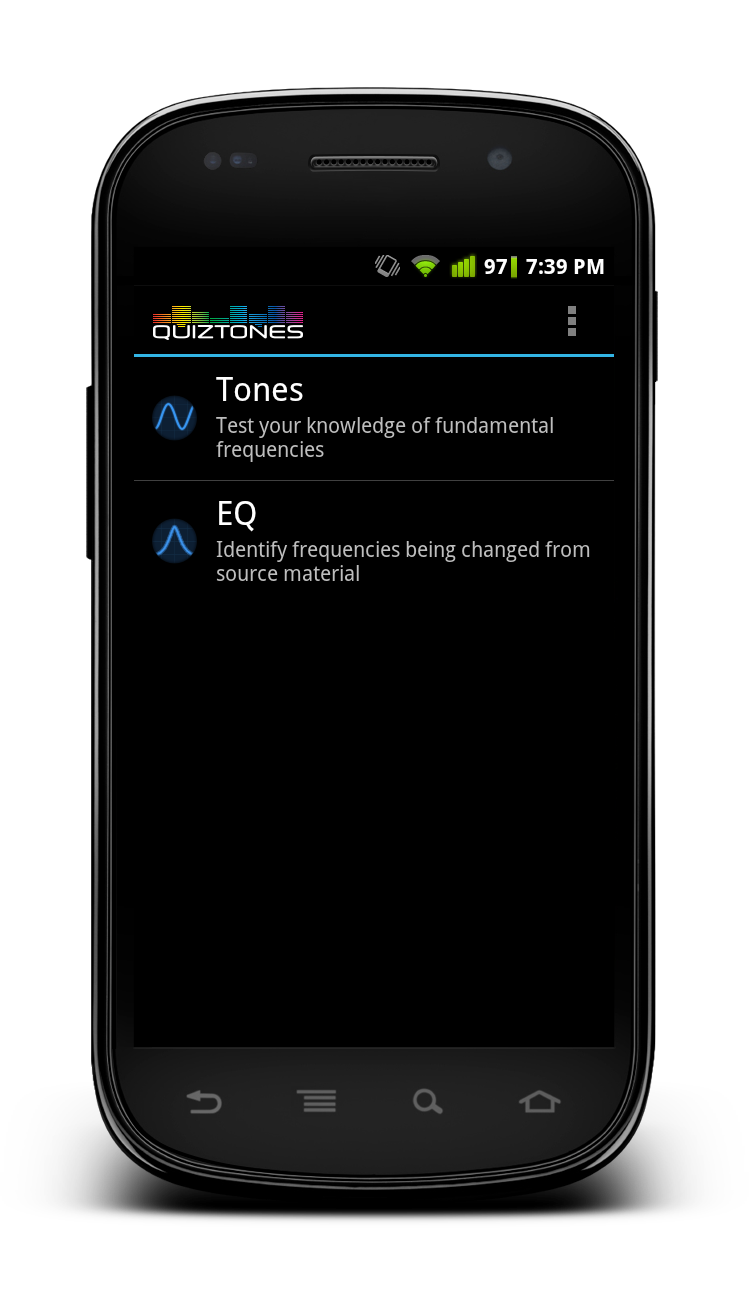 97 7:39 PM
QUIZTONES
Tones
Test your knowledge of fundamental
frequencies
EQ
Identify frequencies being changed from
source material